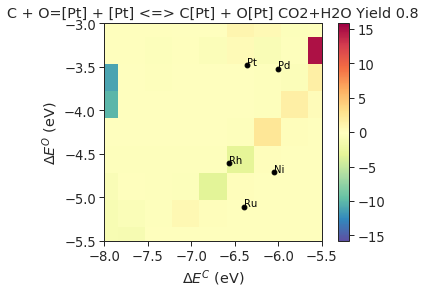 C + O=[Pt] + [Pt] <=> C[Pt] + O[Pt] CO2+H2O Yield 0.8
−3.0
−3.5
−4.0
−4.5
−5.0
−5.5
ΔE^O (eV)
Pt
Pd
Rh
Ni
Ru
−8.0 −7.5 −7.0 −6.5 −6.0 −5.5
ΔE^C (eV)
15
10
5
0
−5
−10
−15